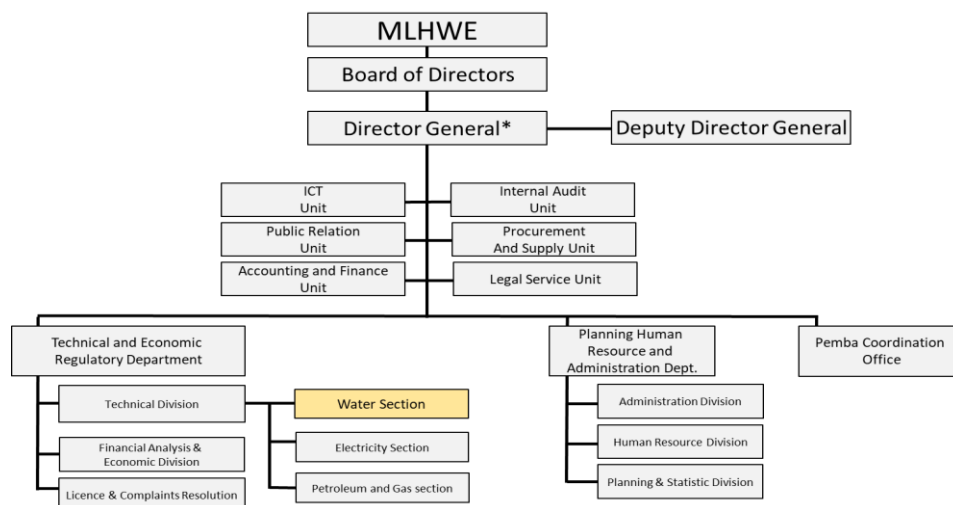 MLHWE
Board of Directors
Director General*
Deputy Director General
ICT
Unit
Internal Audit
Unit
Public Relation
Unit
Procurement
And Supply Unit
Accounting and Finance
Unit
Legal Service Unit
Technical and Economic
Regulatory Department
Planning Human
Resource and
Administration Dept.
Pemba Coordination
Office
Technical Division
Water Section
Administration Division
Financial Analysis &
Economic Division
Electricity Section
Human Resource Division
Licence & Complaints Resolution
Petroleum and Gas section
Planning & Statistic Division